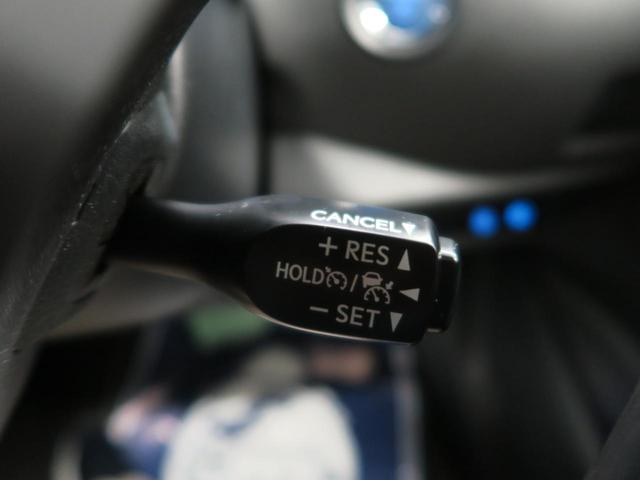 CANCEL▼
+ RES ▲
HOLD / ◀
− SET ▼